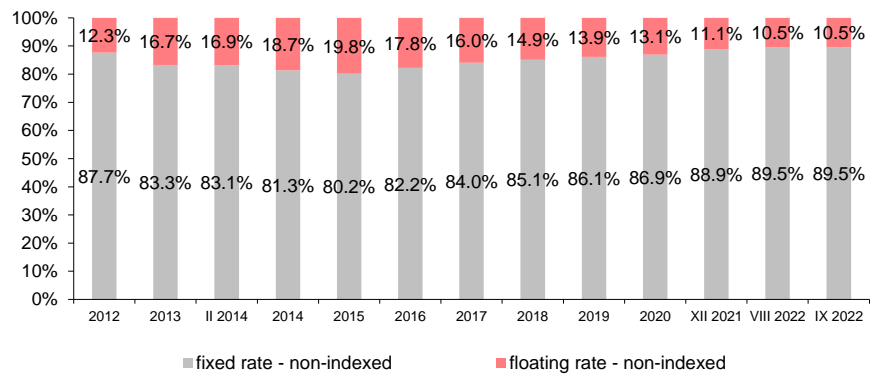 100%
90%
80%
70%
60%
50%
40%
30%
20%
10%
0%
12.3% 16.7% 16.9% 18.7% 19.8% 17.8% 16.0% 14.9% 13.9% 13.1% 11.1% 10.5% 10.5%
87.7% 83.3% 83.1% 81.3% 80.2% 82.2% 84.0% 85.1% 86.1% 86.9% 88.9% 89.5% 89.5%
2012 2013 II 2014 2014 2015 2016 2017 2018 2019 2020 XII 2021 VIII 2022 IX 2022
fixed rate - non-indexed floating rate - non-indexed